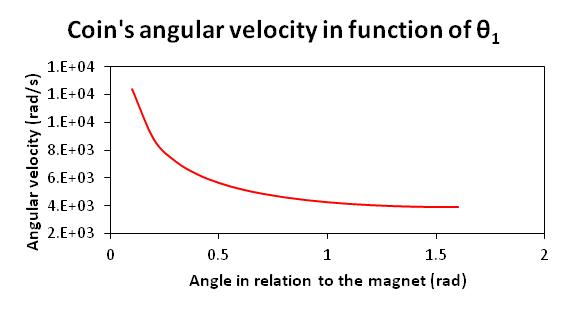 Coin's angular velocity in function of θ₁
Angular velocity (rad/s)
1.E+04
1.E+04
1.E+04
8.E+03
6.E+03
4.E+03
2.E+03
0 0.5 1 1.5 2
Angle in relation to the magnet (rad)